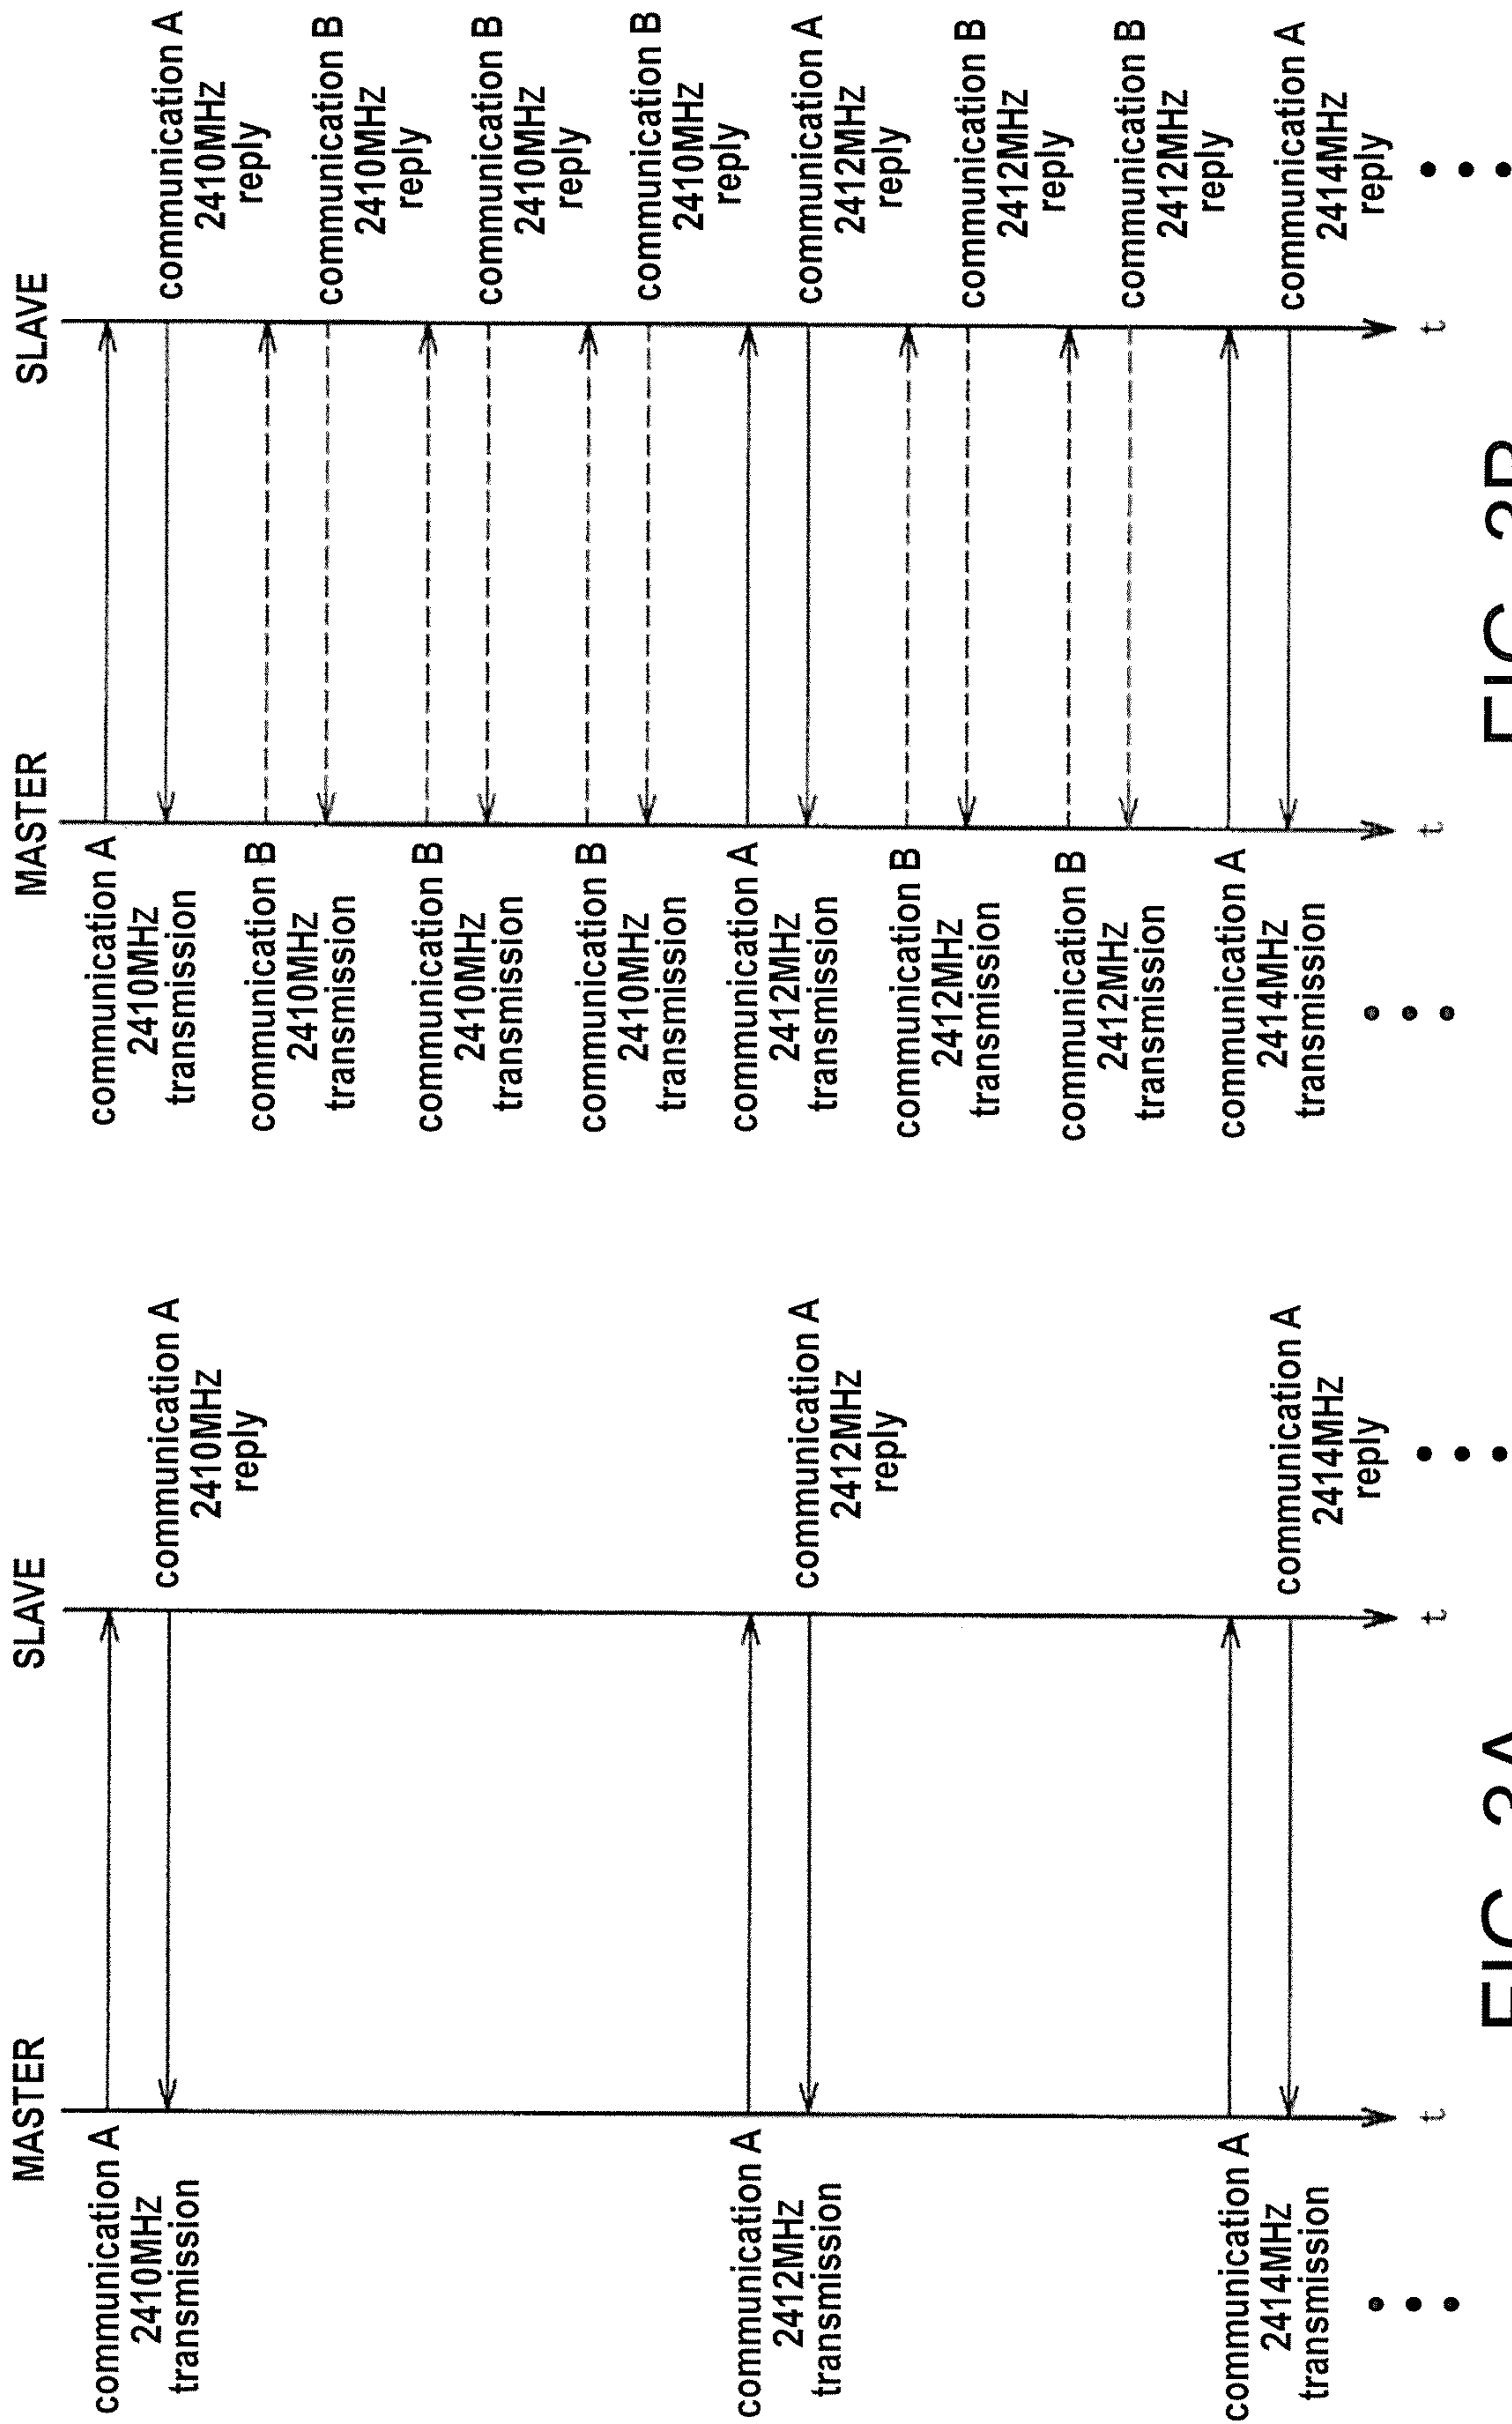 MASTER
SLAVE
communication A
2410MHz
transmission
communication A
2410MHz
reply
communication A
2412MHz
transmission
communication A
2412MHz
reply
communication A
2414MHz
transmission
communication A
2414MHz
reply
t
t
FIG
MASTER
SLAVE
communication A
2410MHz
transmission
communication A
2410MHz
reply
communication B
2410MHz
transmission
communication B
2410MHz
reply
communication B
2410MHz
transmission
communication B
2410MHz
reply
communication B
2410MHz
transmission
communication B
2410MHz
reply
communication A
2412MHz
transmission
communication A
2412MHz
reply
communication B
2412MHz
transmission
communication B
2412MHz
reply
communication B
2412MHz
transmission
communication B
2412MHz
reply
communication A
2414MHz
transmission
communication A
2414MHz
reply
t
t
FIG